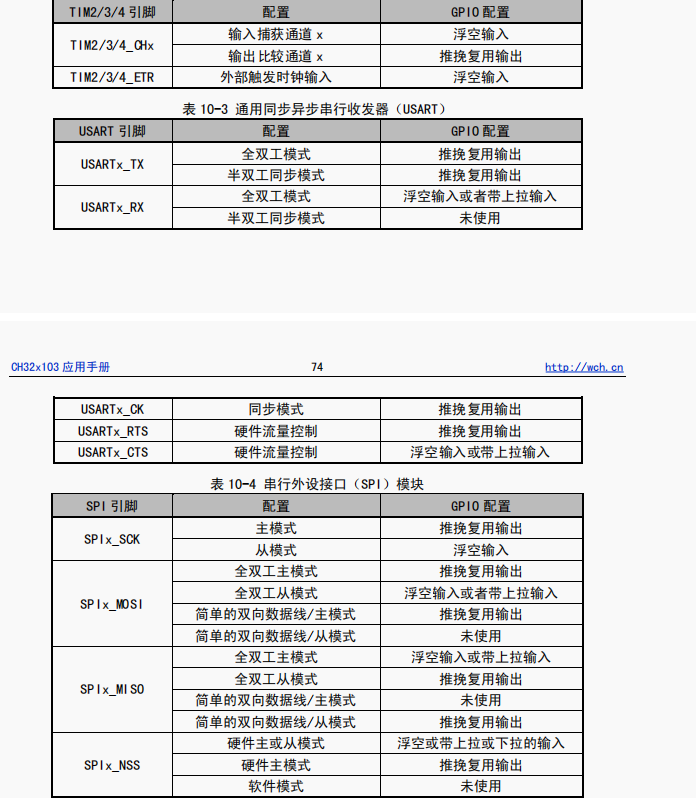 TIM2/3/4 引脚 配置 GPIO 配置
TIM2/3/4_CHx 输入捕获通道 x 浮空输入
输出比较通道 x 推挽复用输出
TIM2/3/4_ETR 外部触发时钟输入 浮空输入
表 10-3 通用同步异步串行收发器（USART）
USART 引脚 配置 GPIO 配置
USARTx_TX 全双工模式 推挽复用输出
半双工同步模式 推挽复用输出
USARTx_RX 全双工模式 浮空输入或者带上拉输入
半双工同步模式 未使用
CH32x103 应用手册 74 http://wch.cn
USARTx_CK 同步模式 推挽复用输出
USARTx_RTS 硬件流量控制 推挽复用输出
USARTx_CTS 硬件流量控制 浮空输入或带上拉输入
表 10-4 串行外设接口（SPI）模块
SPI 引脚 配置 GPIO 配置
SPIx_SCK 主模式 推挽复用输出
从模式 浮空输入
SPIx_MOSI 全双工主模式 推挽复用输出
全双工从模式 浮空输入或者带上拉输入
简单的双向数据线/主模式 推挽复用输出
简单的双向数据线/从模式 未使用
SPIx_MISO 全双工主模式 浮空输入或带上拉输入
全双工从模式 推挽复用输出
简单的双向数据线/主模式 未使用
简单的双向数据线/从模式 推挽复用输出
SPIx_NSS 硬件主或从模式 浮空或带上拉或下拉的输入
硬件主模式 推挽复用输出
软件模式 未使用